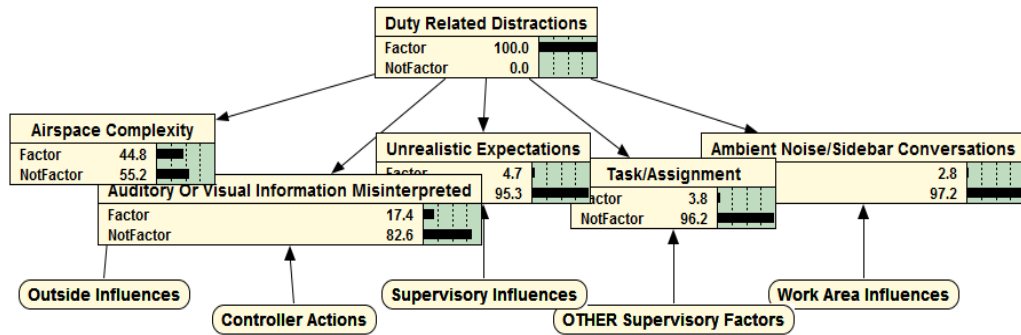 Duty Related Distractions
Factor 100.0
NotFactor 0.0
Airspace Complexity
Factor 44.8
NotFactor 55.2
Unrealistic Expectations
4.7
95.3
Ambient Noise/Sidebar Conversations
2.8
97.2
Task/Assignment
3.8
NotFactor 96.2
Auditory Or Visual Information Misinterpreted
Factor 17.4
NotFactor 82.6
Outside Influences
Supervisory Influences
Work Area Influences
Controller Actions
OTHER Supervisory Factors